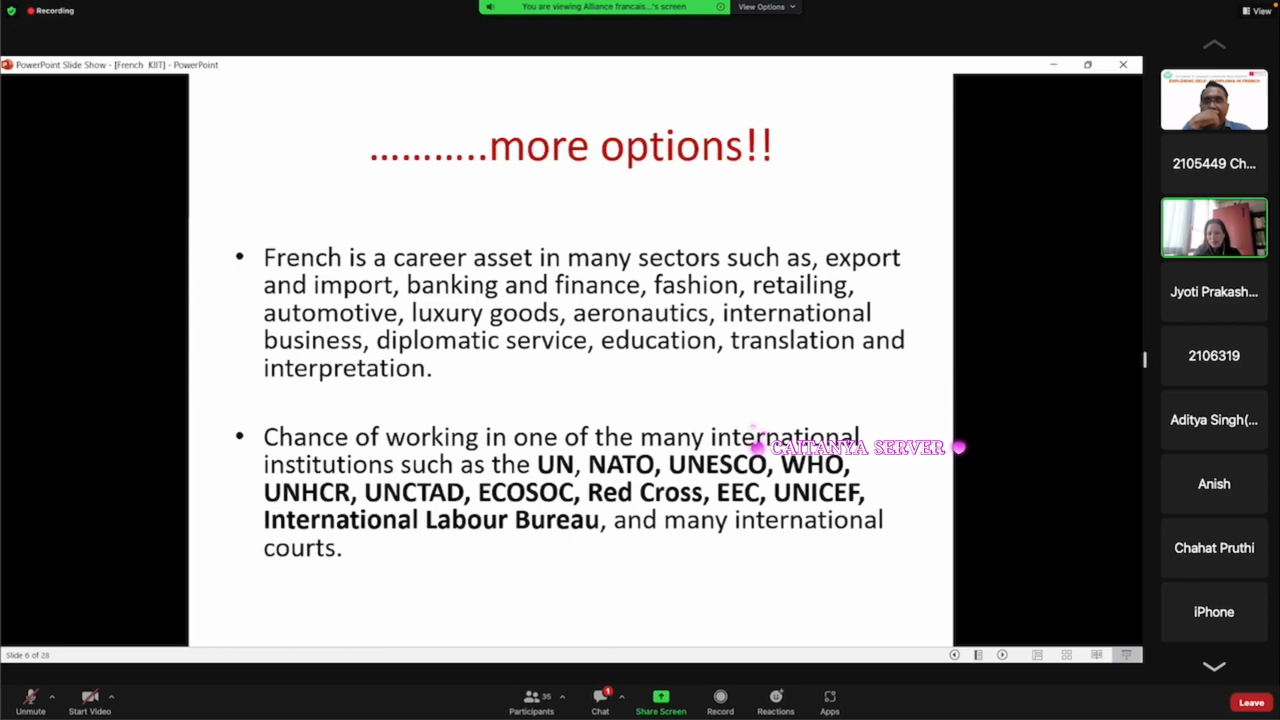 Recording
You are viewing Alliance francais...'s screen
View Options
View
PowerPoint Slide Show - [French KIIT] - PowerPoint
...........more options!!
• French is a career asset in many sectors such as, export
and import, banking and finance, fashion, retailing,
automotive, luxury goods, aeronautics, international
business, diplomatic service, education, translation and
interpretation.
• Chance of working in one of the many international
CAITANYA SERVER
institutions such as the UN, NATO, UNESCO, WHO,
UNHCR, UNCTAD, ECOSOC, Red Cross, EEC, UNICEF,
International Labour Bureau, and many international
courts.
Slide 6 of 28
2105449 Ch...
Jyoti Prakash...
2106319
Aditya Singh(...
Anish
Chahat Pruthi
iPhone
Unmute
Start Video
35
Participants
1
Chat
Share Screen
Record
Reactions
Apps
Leave